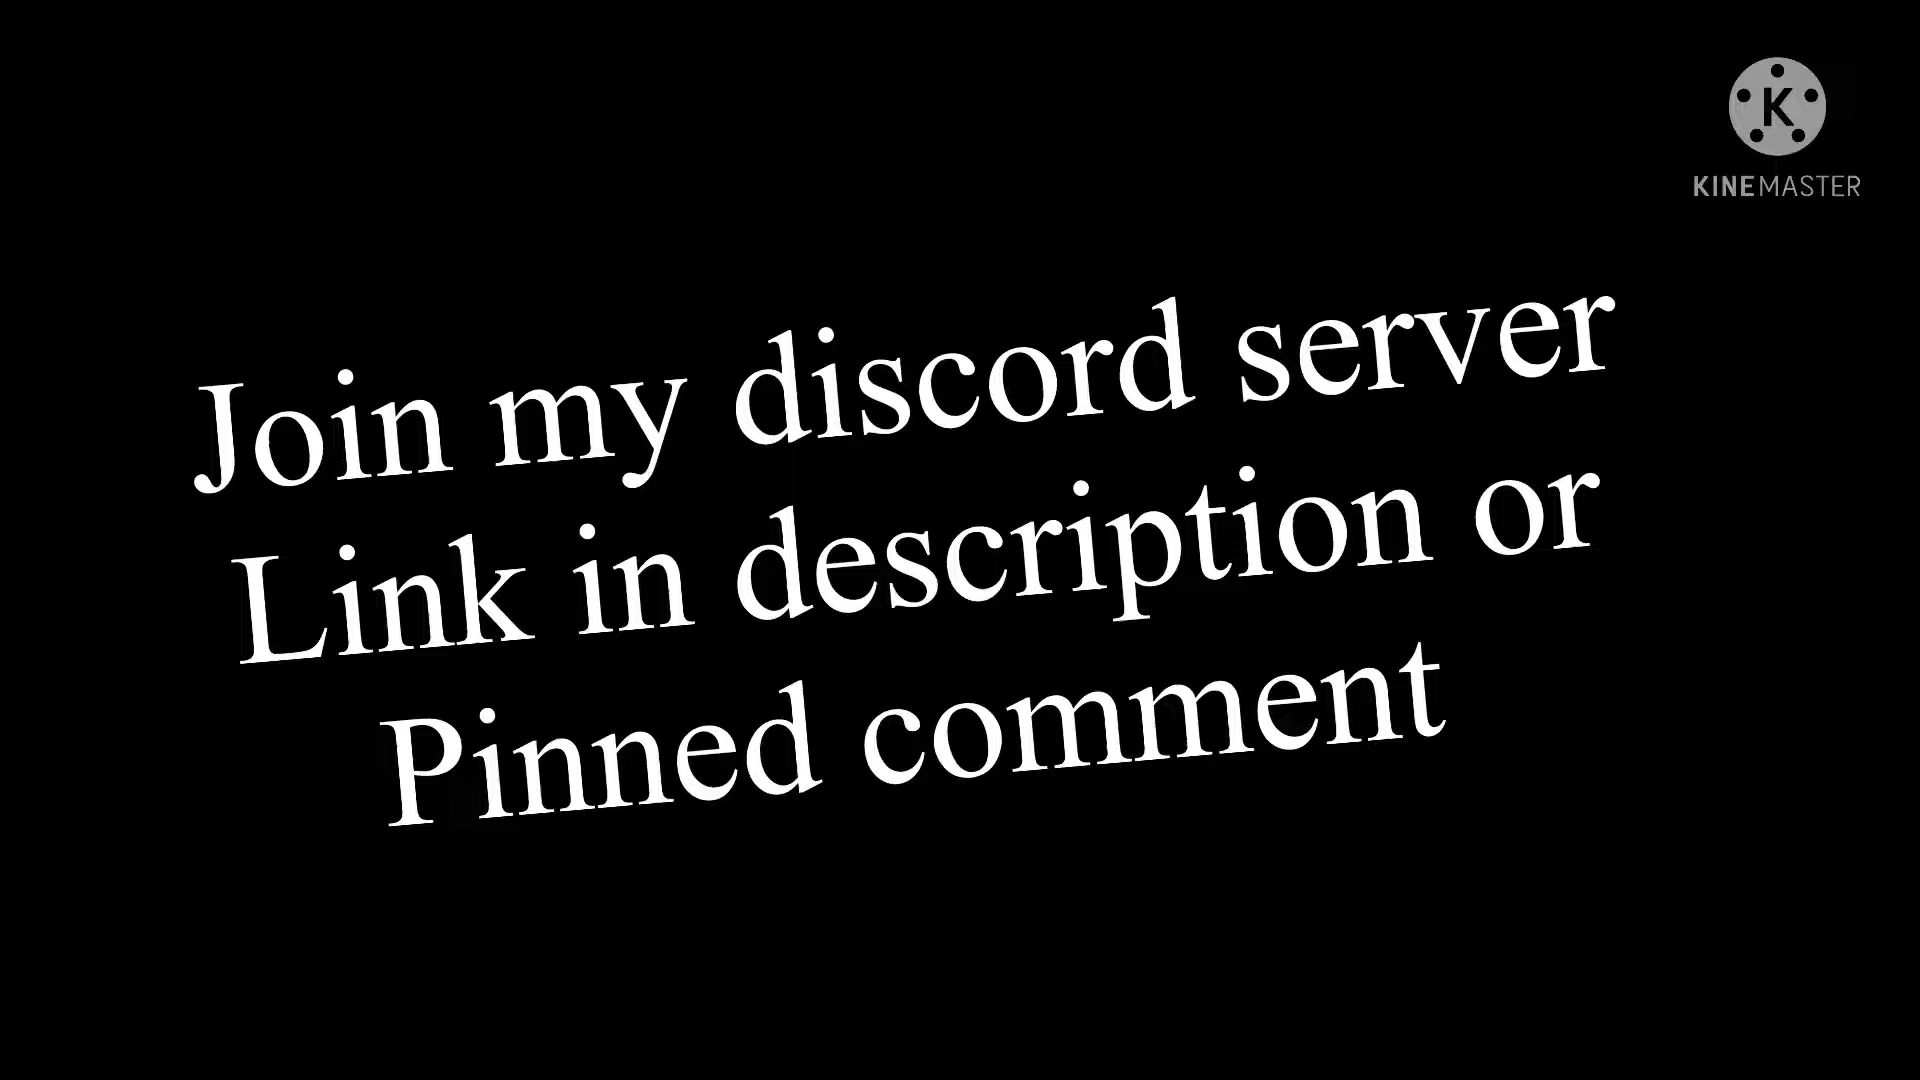 K
KINEMASTER
Join my discord server
Link in description or
Pinned comment